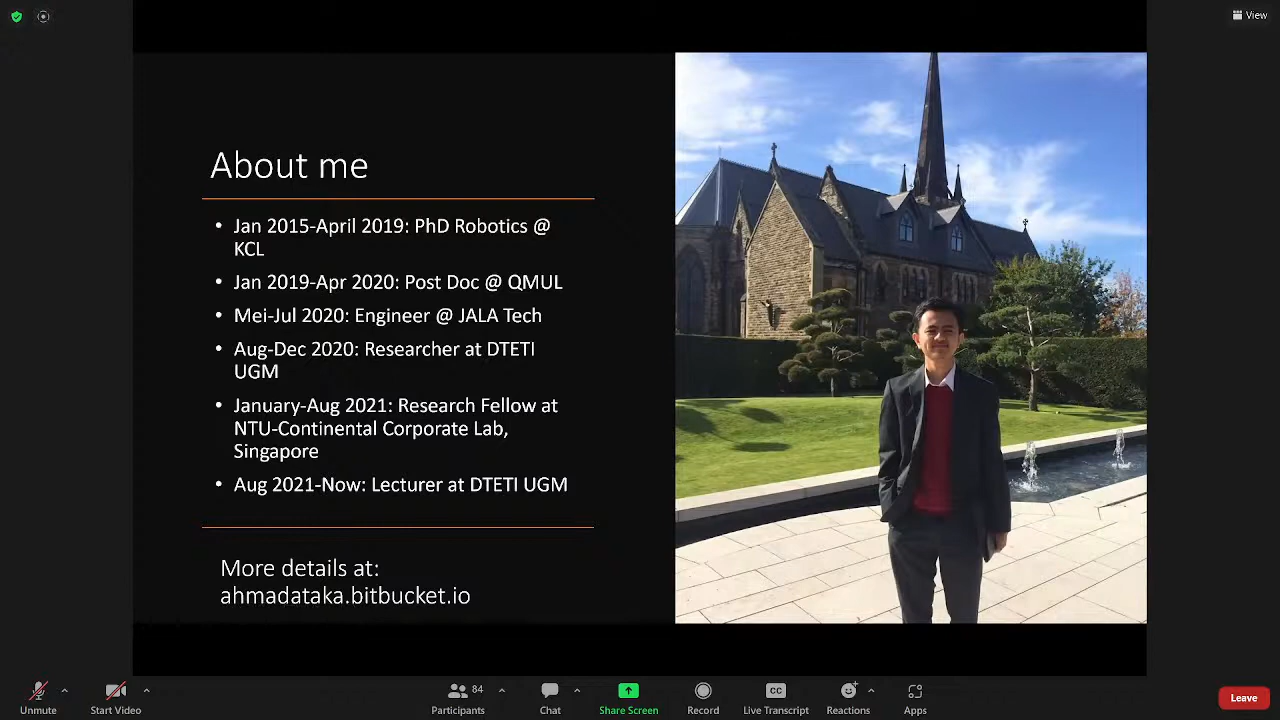 View
About me
• Jan 2015-April 2019: PhD Robotics @
KCL
• Jan 2019-Apr 2020: Post Doc @ QMUL
• Mei-Jul 2020: Engineer @ JALA Tech
• Aug-Dec 2020: Researcher at DTETI
UGM
• January-Aug 2021: Research Fellow at
NTU-Continental Corporate Lab,
Singapore
• Aug 2021-Now: Lecturer at DTETI UGM
More details at:
ahmadataka.bitbucket.io
84
CC
Unmute
Start Video
Participants
Chat
Share Screen
Record
Live Transcript
Reactions
Apps
Leave